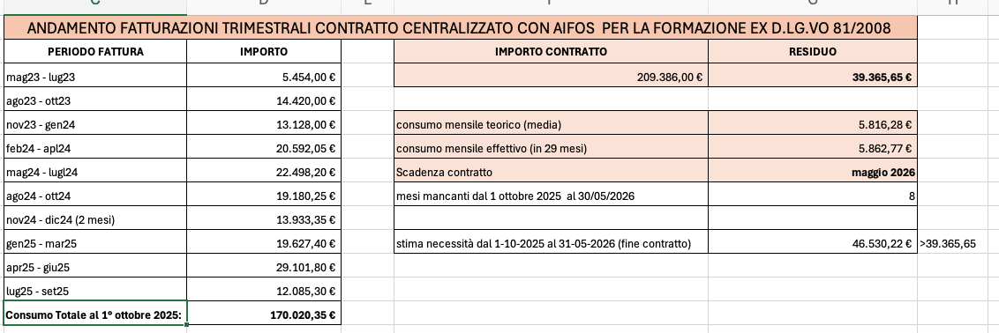 ANDAMENTO FATTURAZIONI TRIMESTRALI CONTRATTO CENTRALIZZATO CON AIFOS PER LA FORMAZIONE EX D.LG.VO 81/2008
PERIODO FATTURA IMPORTO IMPORTO CONTRATTO RESIDUO
mag23 - lug23 5.454,00 € 209.386,00 € 39.365,65 €
ago23 - ott23 14.420,00 €
nov23 - gen24 13.128,00 € consumo mensile teorico (media) 5.816,28 €
feb24 - apl24 20.592,05 € consumo mensile effettivo (in 29 mesi) 5.862,77 €
mag24 - lugl24 22.498,20 € Scadenza contratto maggio 2026
ago24 - ott24 19.180,25 € mesi mancanti dal 1 ottobre 2025 al 30/05/2026 8
nov24 - dic24 (2 mesi) 13.933,35 €
gen25 - mar25 19.627,40 € stima necessità dal 1-10-2025 al 31-05-2026 (fine contratto) 46.530,22 € >39.365,65
apr25 - giu25 29.101,80 €
lug25 - set25 12.085,30 €
Consumo Totale al 1° ottobre 2025: 170.020,35 €